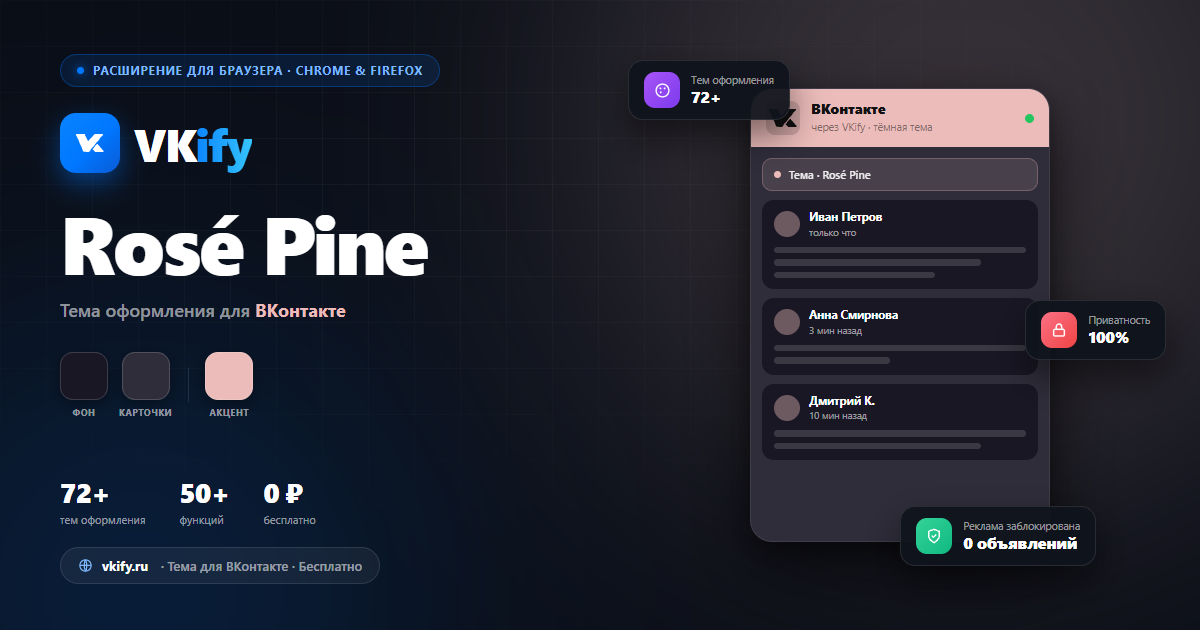 РАСШИРЕНИЕ ДЛЯ БРАУЗЕРА · CHROME & FIREFOX
VKify
Rosé Pine
Тема оформления для ВКонтакте
ФОН
КАРТОЧКИ
АКЦЕНТ
72+
тем оформления
50+
функций
0 ₽
бесплатно
vkify.ru · Тема для ВКонтакте · Бесплатно
Тем оформления
72+
ВКонтакте
через VKify · тёмная тема
Тема · Rosé Pine
Иван Петров
только что
Анна Смирнова
3 мин назад
Дмитрий К.
10 мин назад
Приватность
100%
Реклама заблокирована
0 объявлений